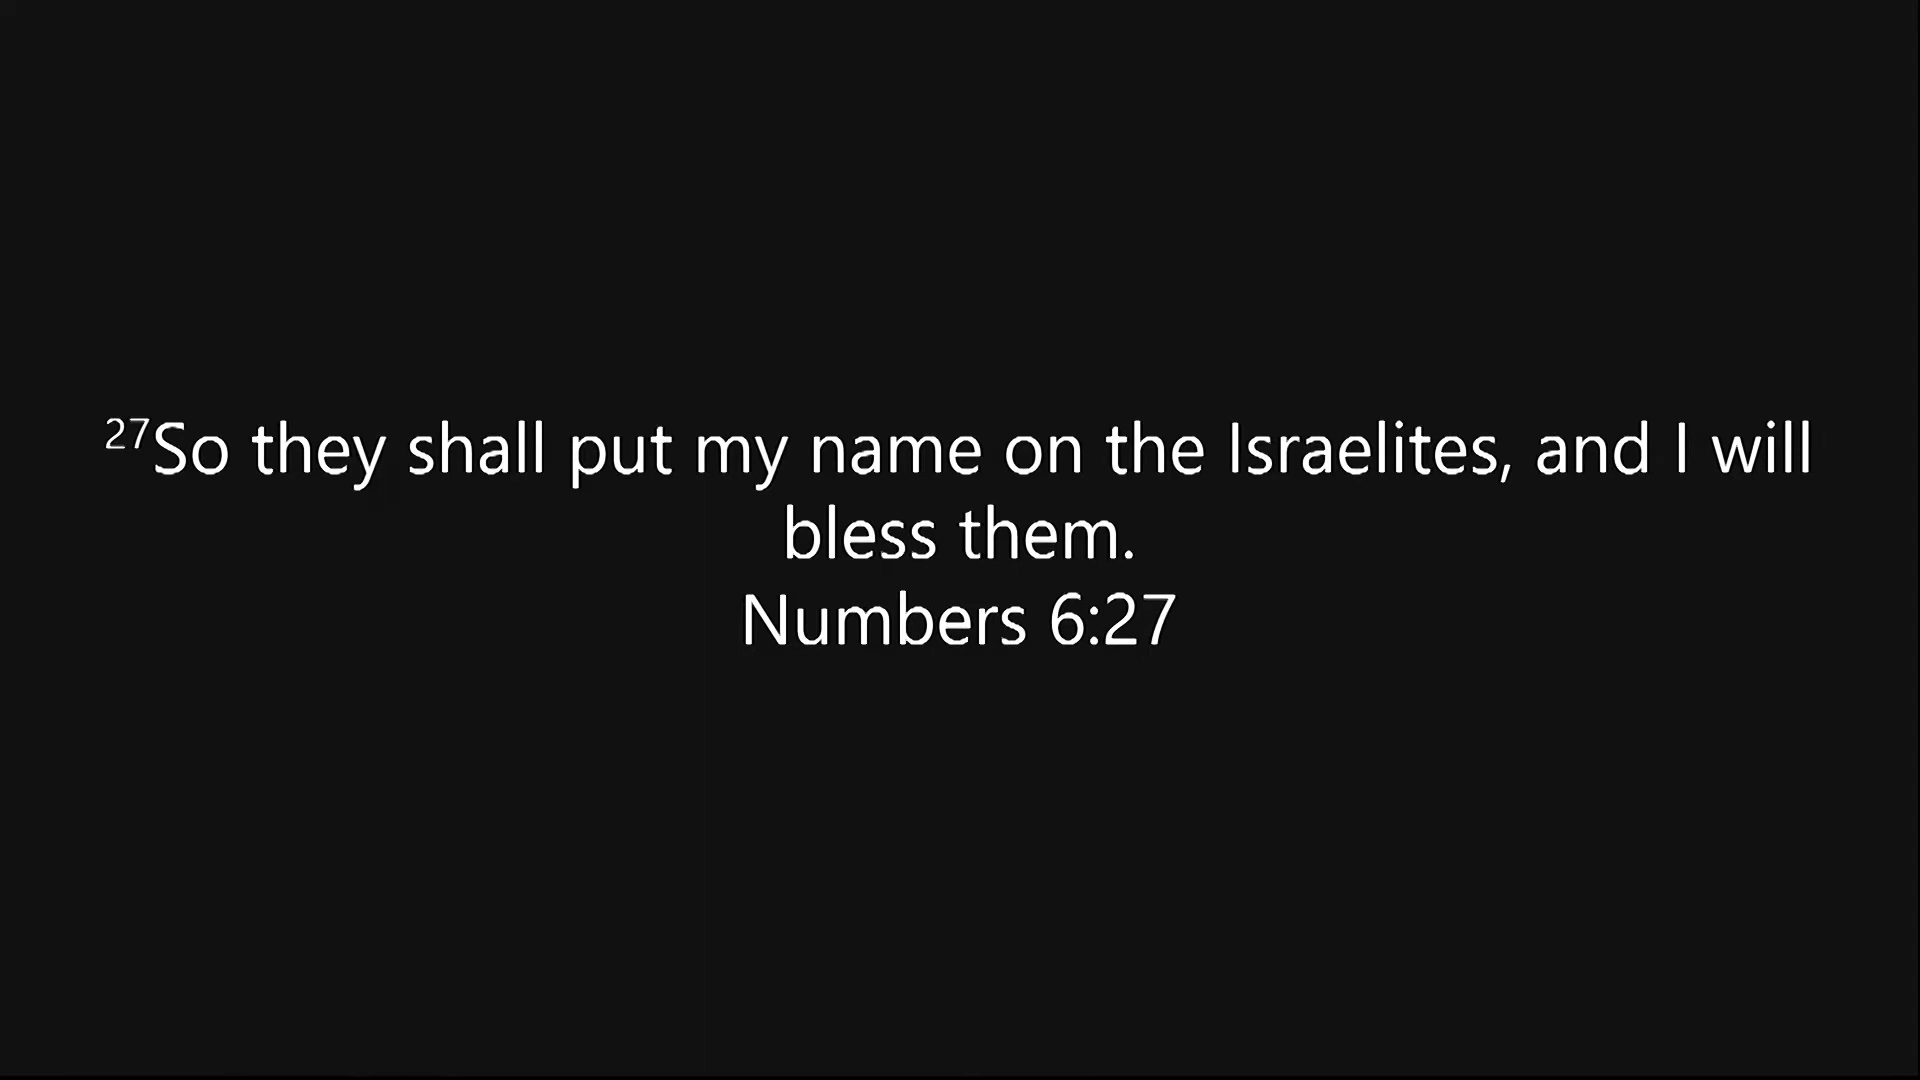 27So they shall put my name on the Israelites, and I will
bless them.
Numbers 6:27